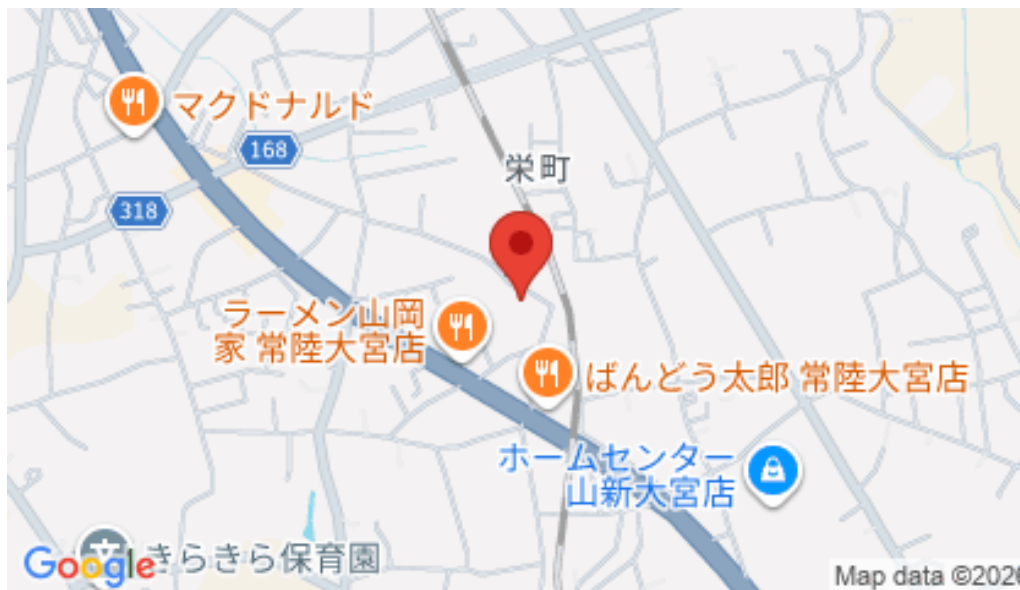 マクドナルド
168
栄町
318
ラーメン山岡
家 常陸大宮店
ばんどう太郎 常陸大宮店
ホームセンター
山新大宮店
きらきら保育園
Google
Map data ©2026